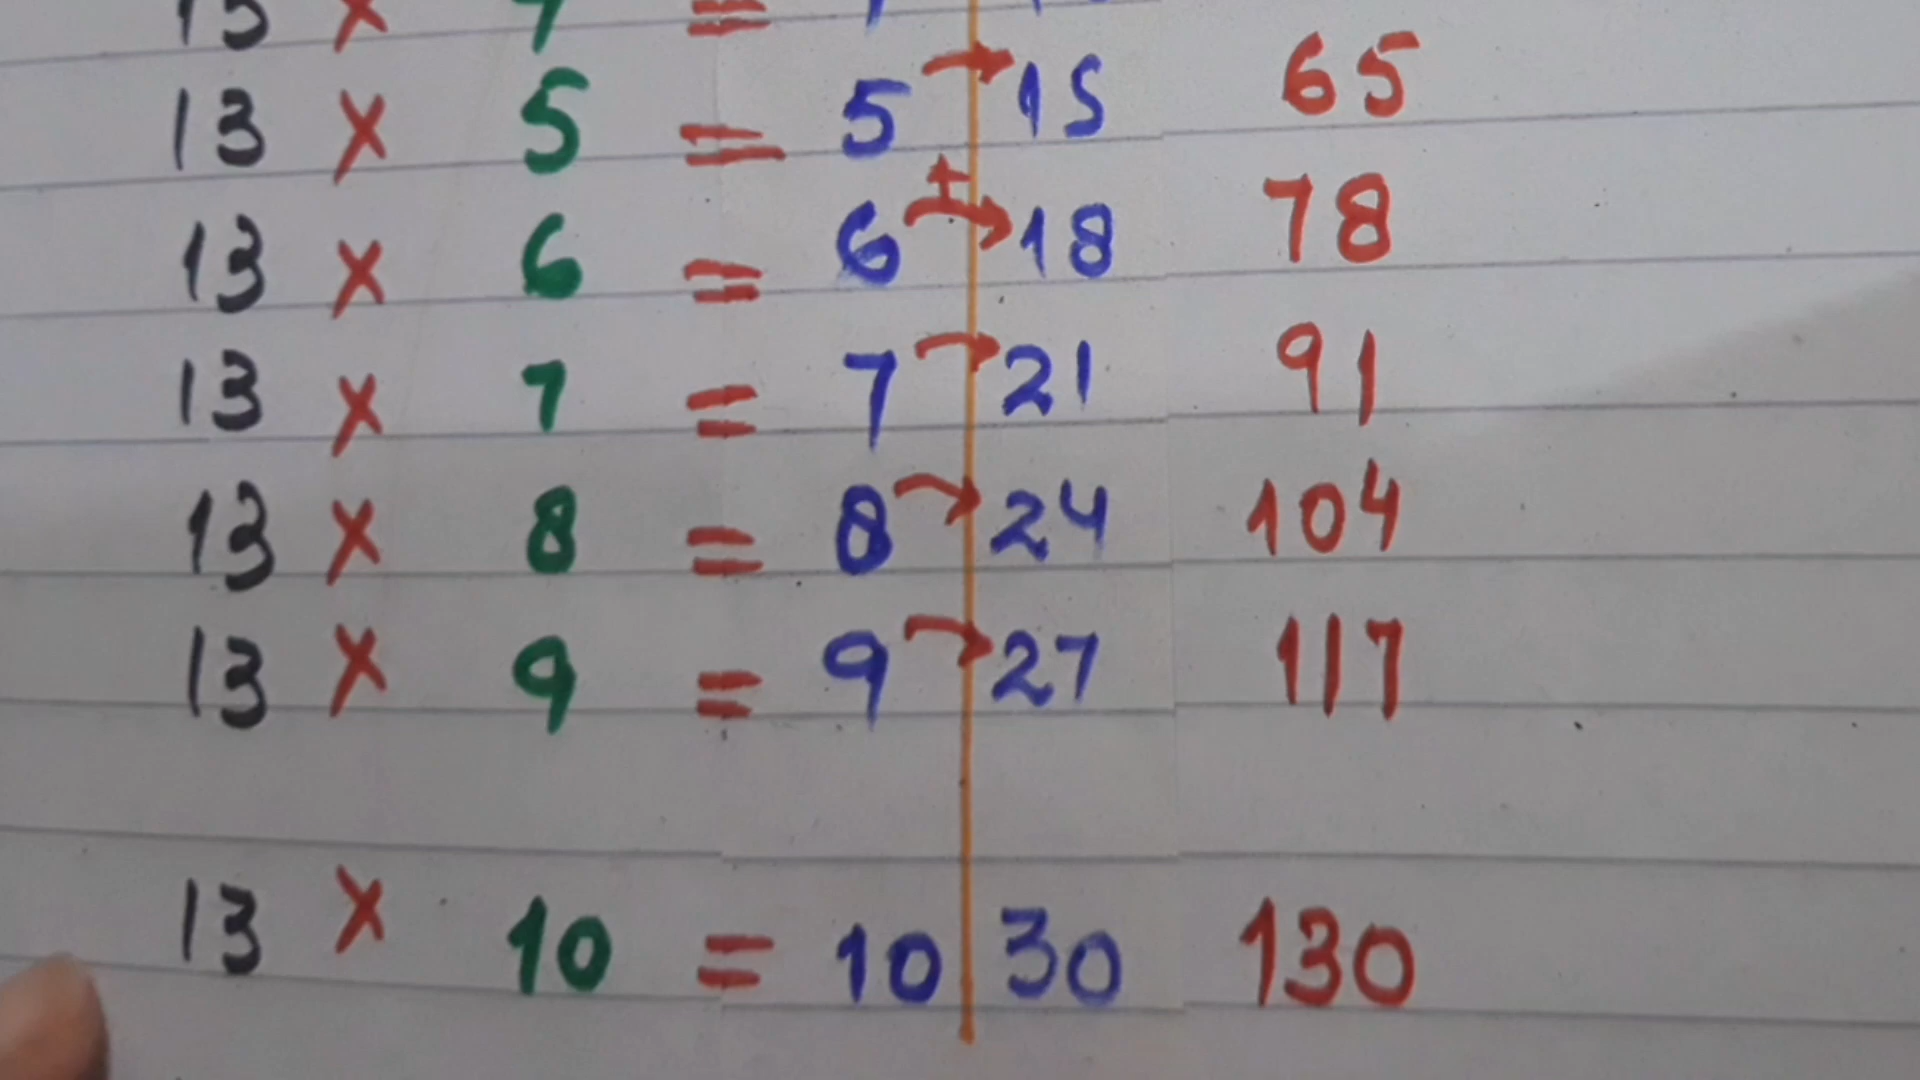 13 × 5 = 5 → 15 65
+
13 × 6 = 6 → 18 78
13 × 7 = 7 → 21 91
13 × 8 = 8 → 24 104
13 × 9 = 9 → 27 117
13 × 10 = 10 30 130